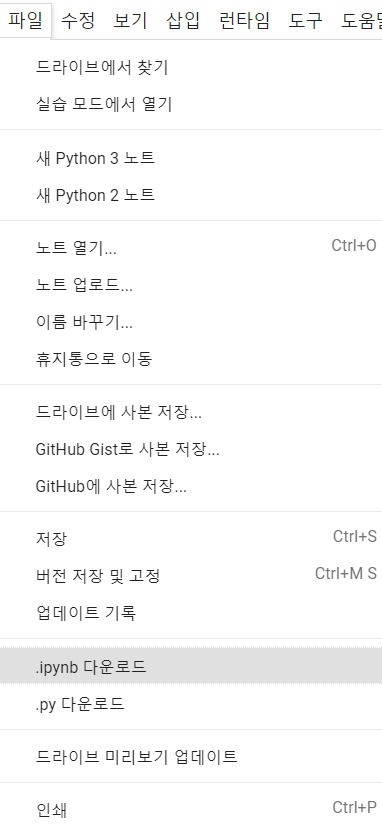 파일 수정 보기 삽입 런타임 도구 도움말
드라이브에서 찾기
실습 모드에서 열기
새 Python 3 노트
새 Python 2 노트
노트 열기... Ctrl+O
노트 업로드...
이름 바꾸기...
휴지통으로 이동
드라이브에 사본 저장...
GitHub Gist로 사본 저장...
GitHub에 사본 저장...
저장 Ctrl+S
버전 저장 및 고정 Ctrl+M S
업데이트 기록
.ipynb 다운로드
.py 다운로드
드라이브 미리보기 업데이트
인쇄 Ctrl+P